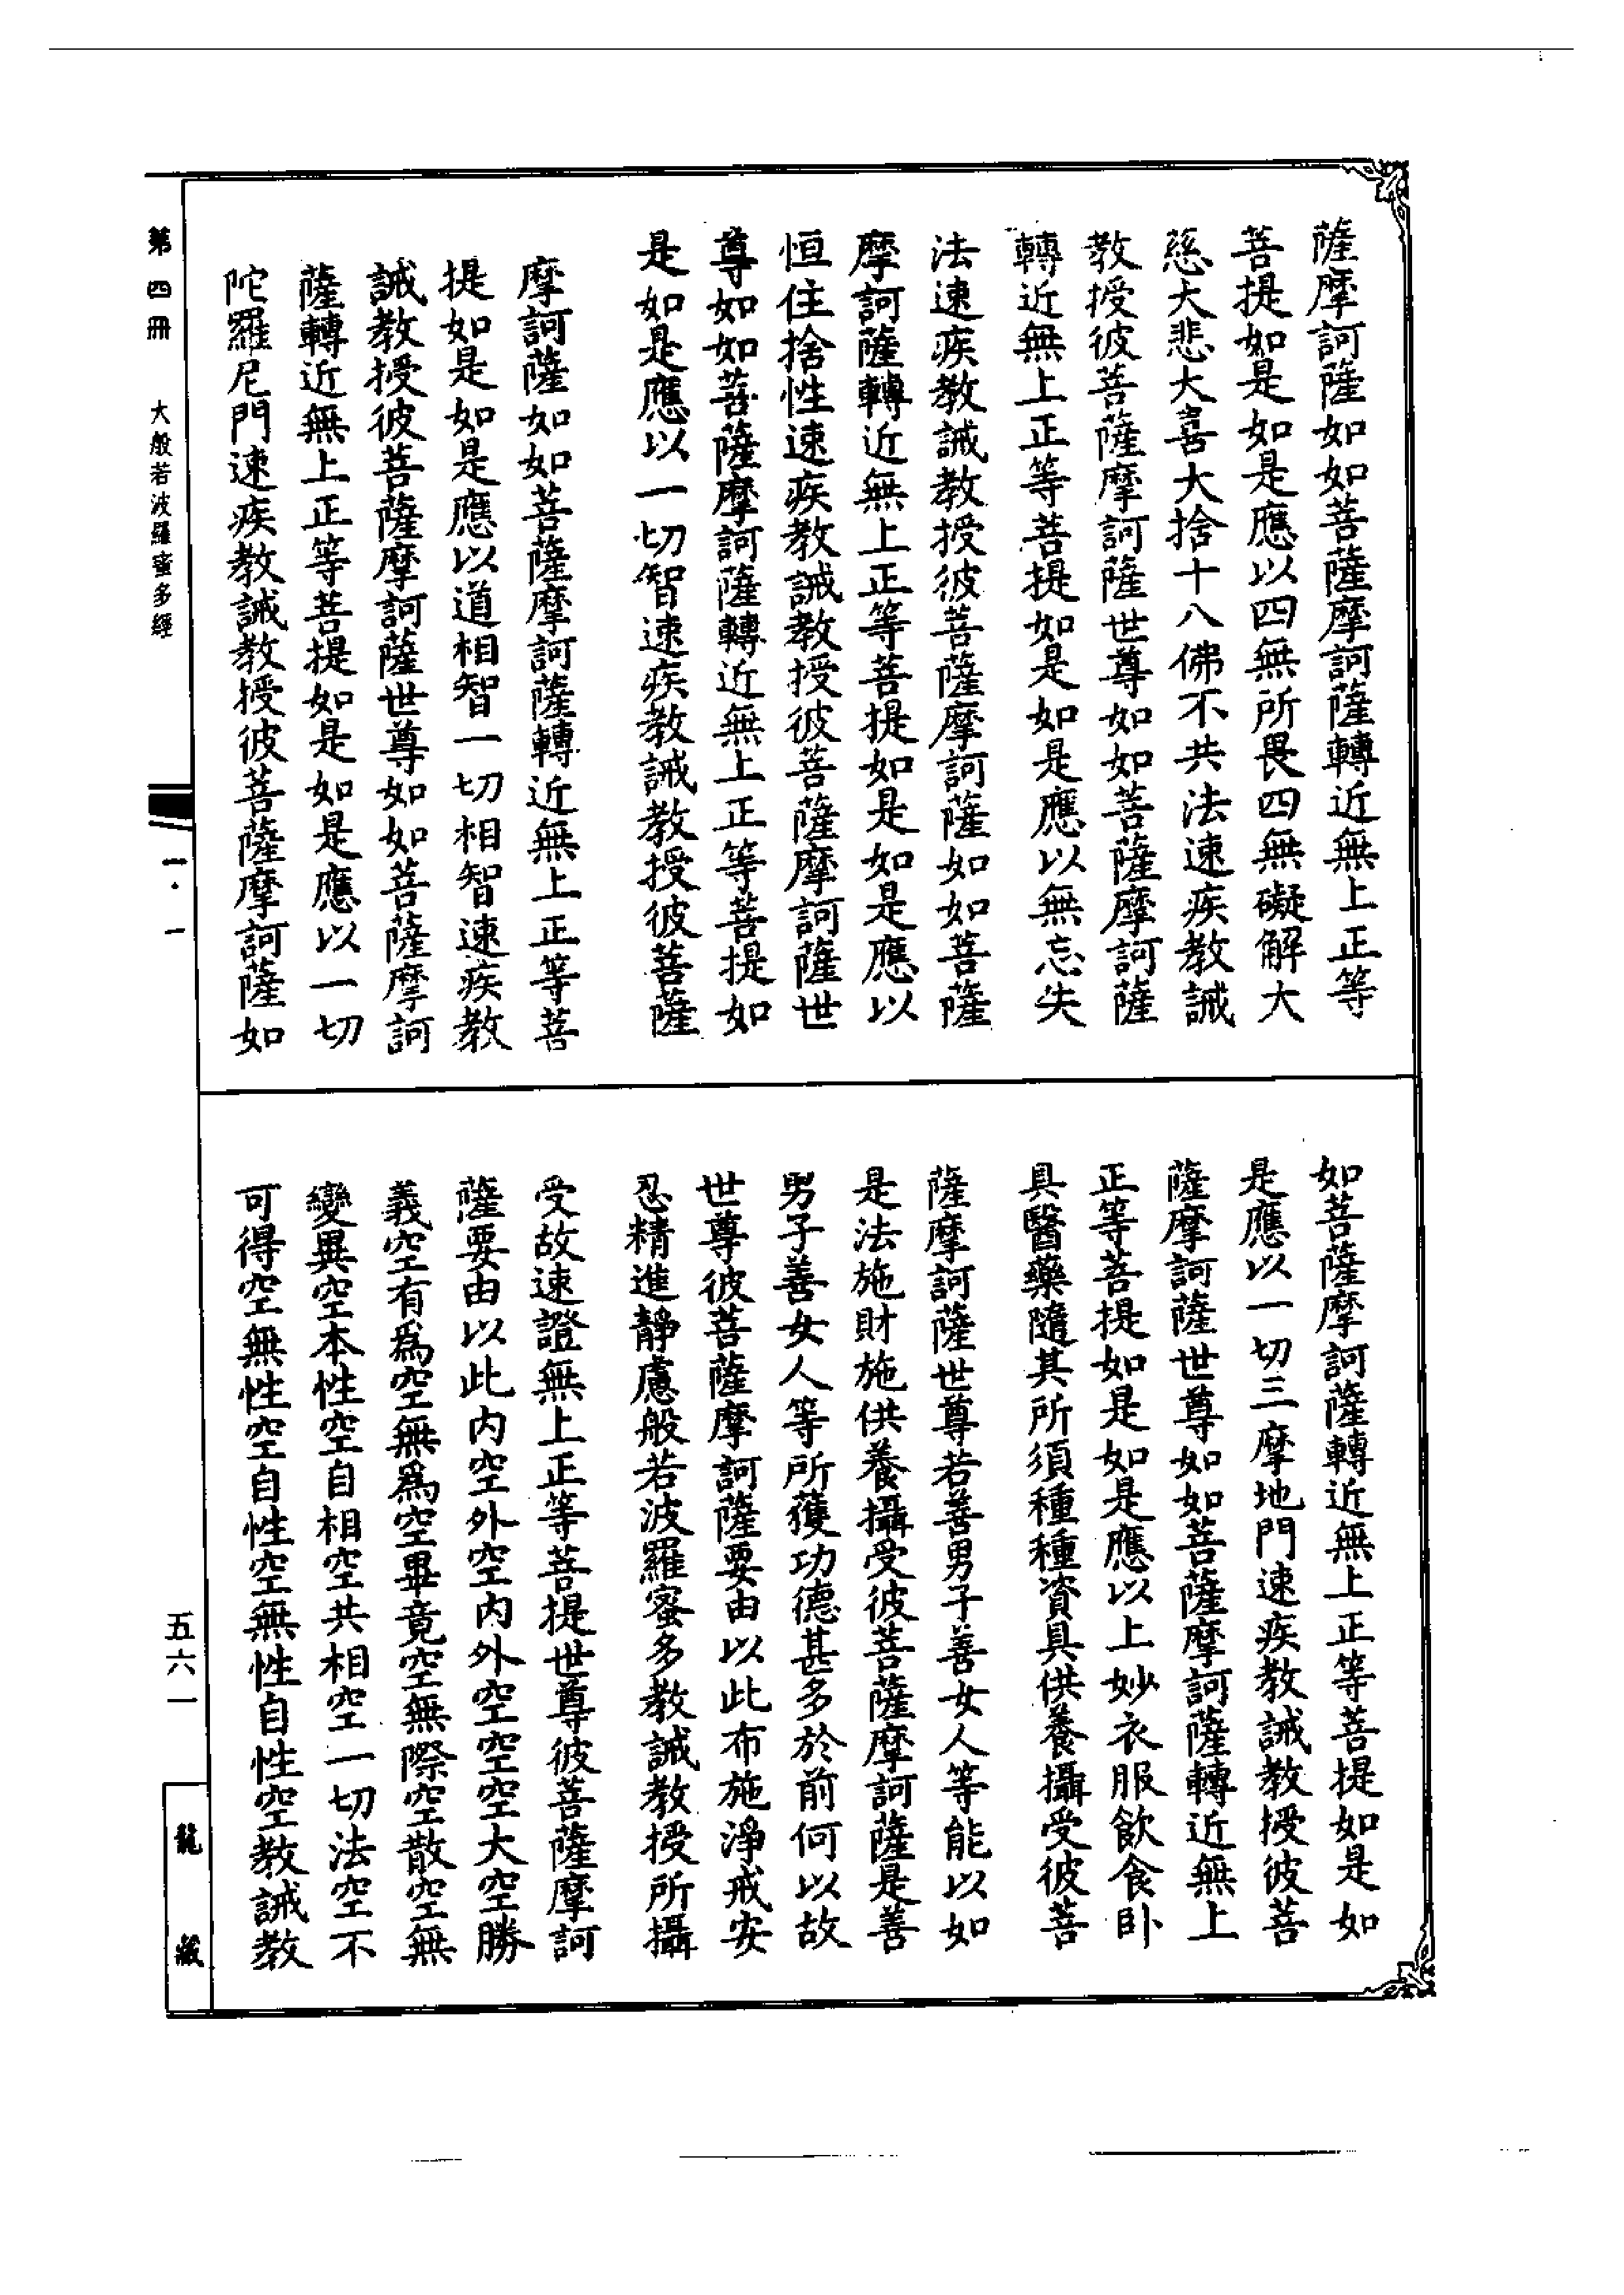 薩摩訶薩如如菩薩摩訶薩轉近無上正等
菩提如是如是應以四無所畏四無礙解大
慈大悲大喜大捨十八佛不共法速疾教誡
教授彼菩薩摩訶薩世尊如如菩薩摩訶薩
轉近無上正等菩提如是如是應以無忘失
法速疾教誡教授彼菩薩摩訶薩如如菩薩
摩訶薩轉近無上正等菩提如是如是應以
恒住捨性速疾教誡教授彼菩薩摩訶薩世
尊如如菩薩摩訶薩轉近無上正等菩提如
是如是應以一切智速疾教誡教授彼菩薩
摩訶薩如如菩薩摩訶薩轉近無上正等菩
提如是如是應以道相智一切相智速疾教
誡教授彼菩薩摩訶薩世尊如如菩薩摩訶
薩轉近無上正等菩提如是如是應以一切
陀羅尼門速疾教誡教授彼菩薩摩訶薩如
如菩薩摩訶薩轉近無上正等菩提如是如
是應以一切三摩地門速疾教誡教授彼菩
薩摩訶薩世尊如如菩薩摩訶薩轉近無上
正等菩提如是如是應以上妙衣服飲食卧
具醫藥隨其所須種種資具供養攝受彼菩
薩摩訶薩世尊若善男子善女人等能以如
是法施財施供養攝受彼菩薩摩訶薩是善
男子善女人等所獲功德甚多於前何以故
世尊彼菩薩摩訶薩要由以此布施淨戒安
忍精進靜慮般若波羅蜜多教誡教授所攝
受故速證無上正等菩提世尊彼菩薩摩訶
薩要由以此内空外空内外空空空大空勝
義空有爲空無爲空畢竟空無際空散空無
變異空本性空自相空共相空一切法空不
可得空無性空自性空無性自性空教誡教
第四冊 大般若波羅蜜多經 一·一
五六一 龍藏